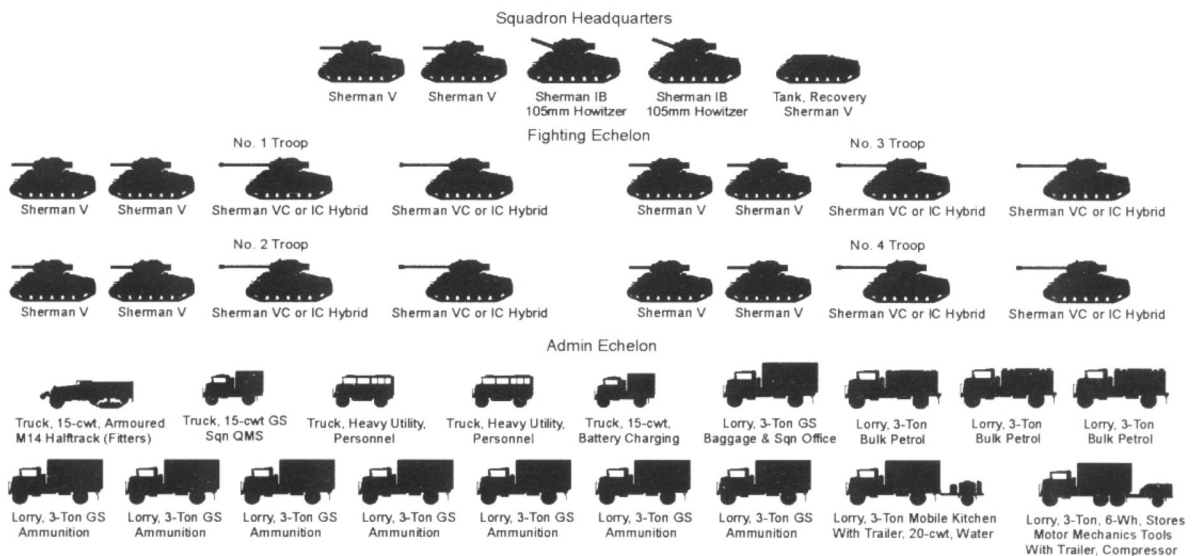 Squadron Headquarters
Sherman V
Sherman V
Sherman IB
105mm Howitzer
Sherman IB
105mm Howitzer
Tank, Recovery
Sherman V
Fighting Echelon
No. 1 Troop
Sherman V
Sherman V
Sherman VC or IC Hybrid
Sherman VC or IC Hybrid
No. 3 Troop
Sherman V
Sherman V
Sherman VC or IC Hybrid
Sherman VC or IC Hybrid
No. 2 Troop
Sherman V
Sherman V
Sherman VC or IC Hybrid
Sherman VC or IC Hybrid
No. 4 Troop
Sherman V
Sherman V
Sherman VC or IC Hybrid
Sherman VC or IC Hybrid
Admin Echelon
Truck, 15-cwt, Armoured
M14 Halftrack (Fitters)
Truck, 15-cwt GS
Sqn QMS
Truck, Heavy Utility,
Personnel
Truck, Heavy Utility,
Personnel
Truck, 15-cwt,
Battery Charging
Lorry, 3-Ton GS
Baggage & Sqn Office
Lorry, 3-Ton
Bulk Petrol
Lorry, 3-Ton
Bulk Petrol
Lorry, 3-Ton
Bulk Petrol
Lorry, 3-Ton GS
Ammunition
Lorry, 3-Ton GS
Ammunition
Lorry, 3-Ton GS
Ammunition
Lorry, 3-Ton GS
Ammunition
Lorry, 3-Ton GS
Ammunition
Lorry, 3-Ton GS
Ammunition
Lorry, 3-Ton GS
Ammunition
Lorry, 3-Ton Mobile Kitchen
With Trailer, 20-cwt, Water
Lorry, 3-Ton, 6-Wh, Stores
Motor Mechanics Tools
With Trailer, Compressor